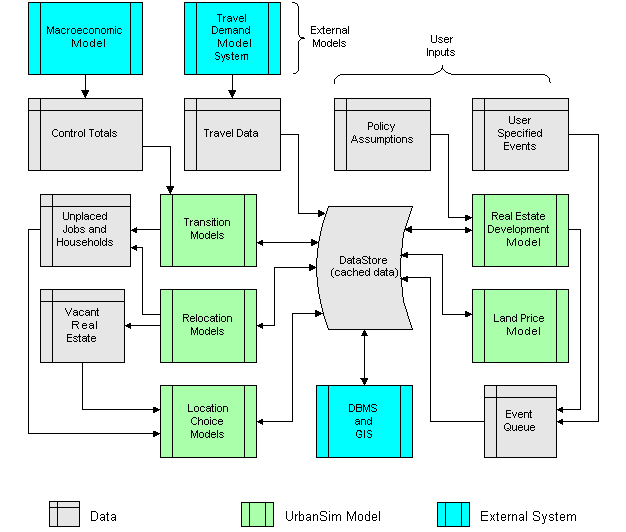 Macroeconomic
Model
Travel
Demand
Model
System
External
Models
User
Inputs
Control Totals
Travel Data
Policy
Assumptions
User
Specified
Events
Unplaced
Jobs and
Households
Transition
Models
DataStore
(cached data)
Real Estate
Development
Model
Vacant
Real
Estate
Relocation
Models
Land Price
Model
Location
Choice
Models
DBMS
and
GIS
Event
Queue
Data
UrbanSim Model
External System